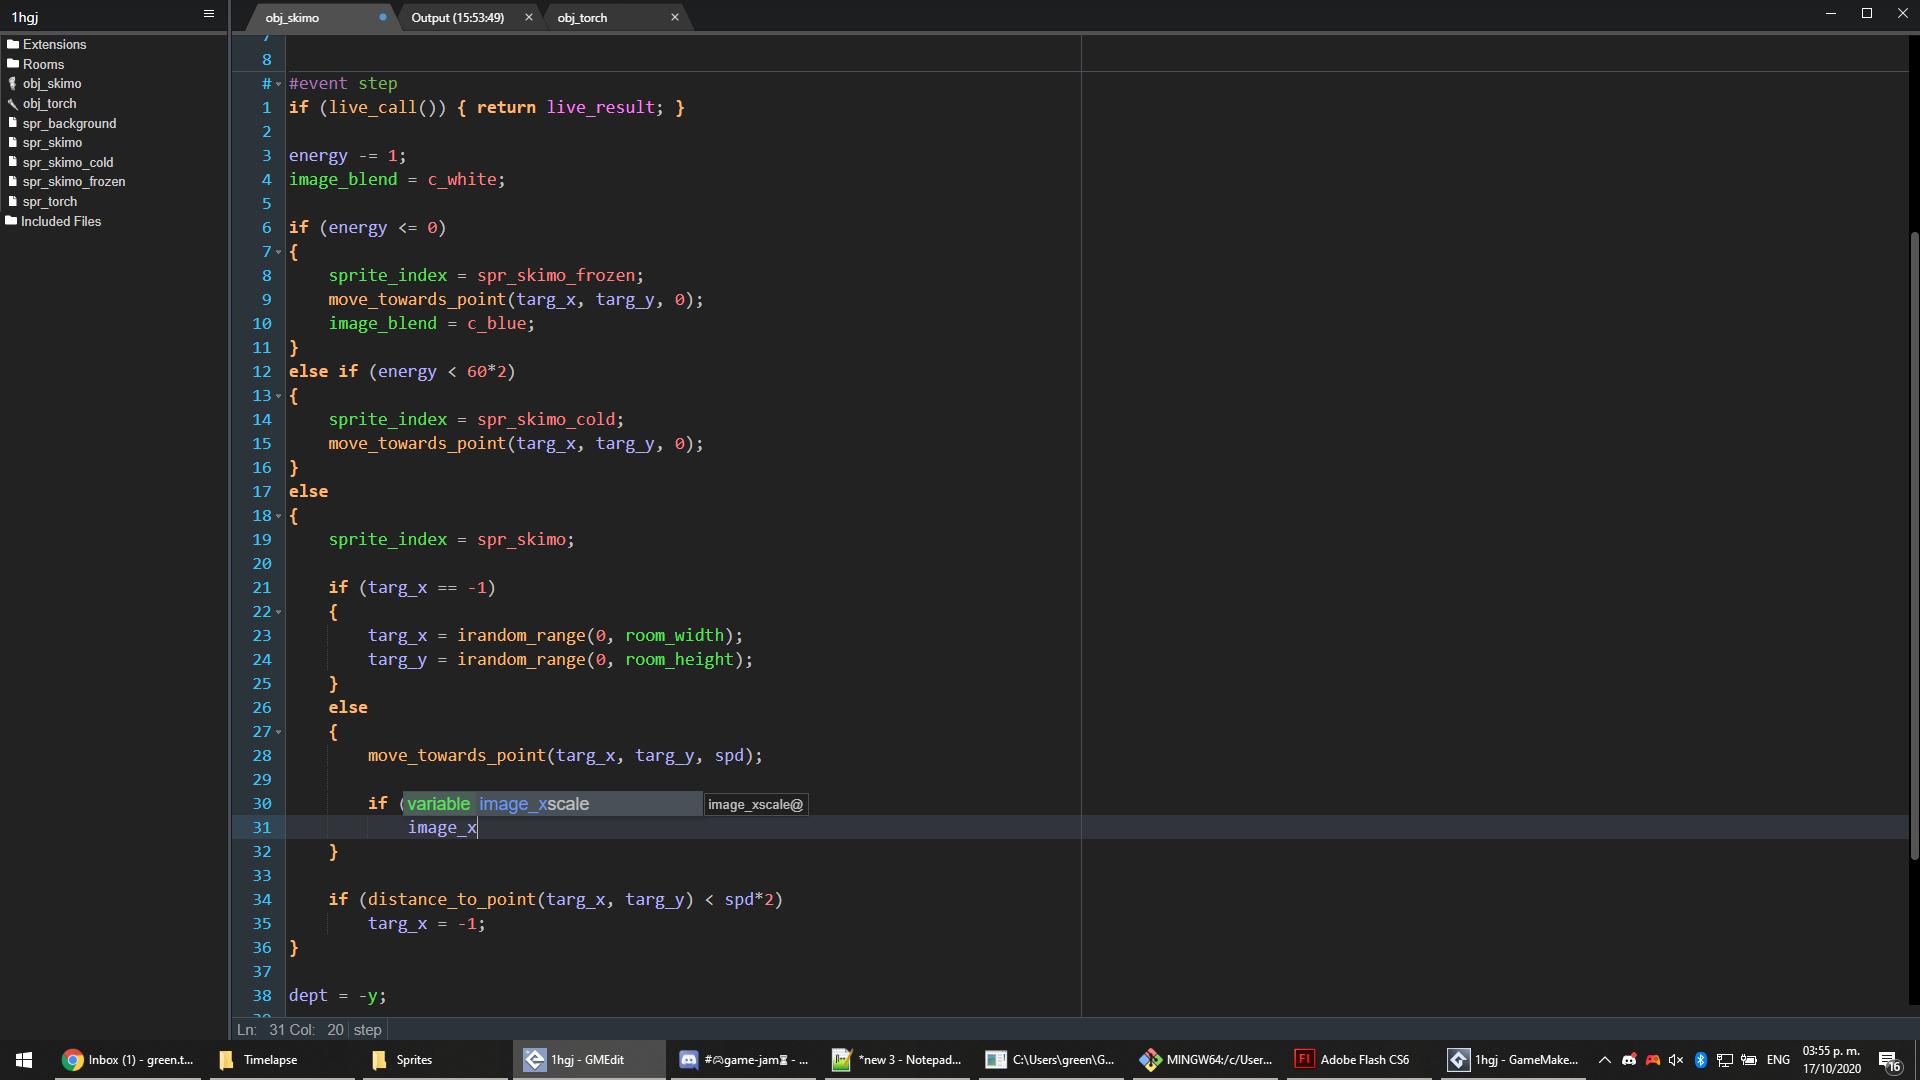 1hgj
obj_skimo
Output (15:53:49)
obj_torch
Extensions
Rooms
obj_skimo
obj_torch
spr_background
spr_skimo
spr_skimo_cold
spr_skimo_frozen
spr_torch
Included Files
7
8
# #event step
1 if (live_call()) { return live_result; }
2
3 energy -= 1;
4 image_blend = c_white;
5
6 if (energy <= 0)
7 {
8 sprite_index = spr_skimo_frozen;
9 move_towards_point(targ_x, targ_y, 0);
10 image_blend = c_blue;
11 }
12 else if (energy < 60*2)
13 {
14 sprite_index = spr_skimo_cold;
15 move_towards_point(targ_x, targ_y, 0);
16 }
17 else
18 {
19 sprite_index = spr_skimo;
20
21 if (targ_x == -1)
22 {
23 targ_x = irandom_range(0, room_width);
24 targ_y = irandom_range(0, room_height);
25 }
26 else
27 {
28 move_towards_point(targ_x, targ_y, spd);
29
30 if ( variable image_xscale image_xscale@
31 image_x
32 }
33
34 if (distance_to_point(targ_x, targ_y) < spd*2)
35 targ_x = -1;
36 }
37
38 dept = -y;
Ln: 31 Col: 20 step
Inbox (1) - green.t...
Timelapse
Sprites
1hgj - GMEdit
#🎮game-jam⏳ - ...
*new 3 - Notepad...
C:\Users\green\G...
MINGW64:/c/User...
Adobe Flash CS6
1hgj - GameMake...
ENG
03:55 p. m.
17/10/2020
16